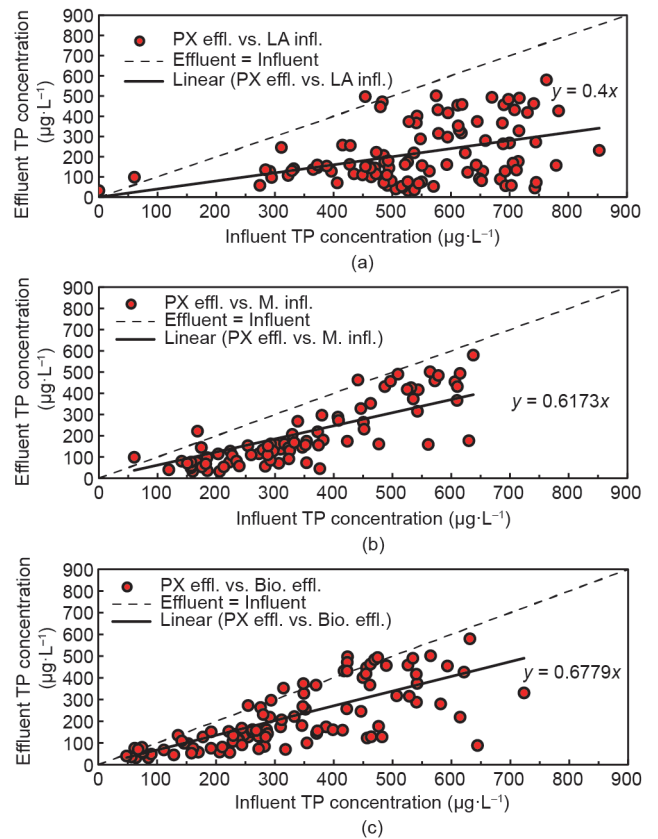 900
800
700
600
500
400
300
200
100
0
Effluent TP concentration
(µg·L⁻¹)
PX effl. vs. LA infl.
Effluent = Influent
Linear (PX effl. vs. LA infl.)
y = 0.4x
0 100 200 300 400 500 600 700 800 900
Influent TP concentration (µg·L⁻¹)
(a)
900
800
700
600
500
400
300
200
100
0
Effluent TP concentration
(µg·L⁻¹)
PX effl. vs. M. infl.
Effluent = Influent
Linear (PX effl. vs. M. infl.)
y = 0.6173x
0 100 200 300 400 500 600 700 800 900
Influent TP concentration (µg·L⁻¹)
(b)
900
800
700
600
500
400
300
200
100
0
Effluent TP concentration
(µg·L⁻¹)
PX effl. vs. Bio. effl.
Effluent = Influent
Linear (PX effl. vs. Bio. effl.)
y = 0.6779x
0 100 200 300 400 500 600 700 800 900
Influent TP concentration (µg·L⁻¹)
(c)